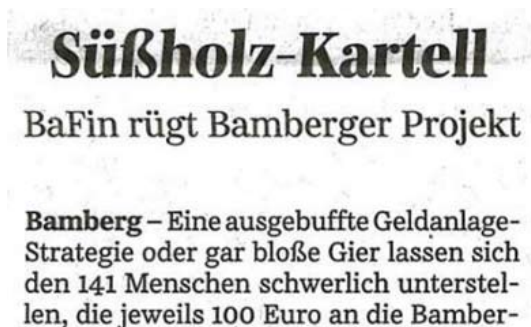 Süßholz-Kartell
BaFin rügt Bamberger Projekt
Bamberg – Eine ausgebuffte Geldanlage-
Strategie oder gar bloße Gier lassen sich
den 141 Menschen schwerlich unterstel-
len, die jeweils 100 Euro an die Bamber-